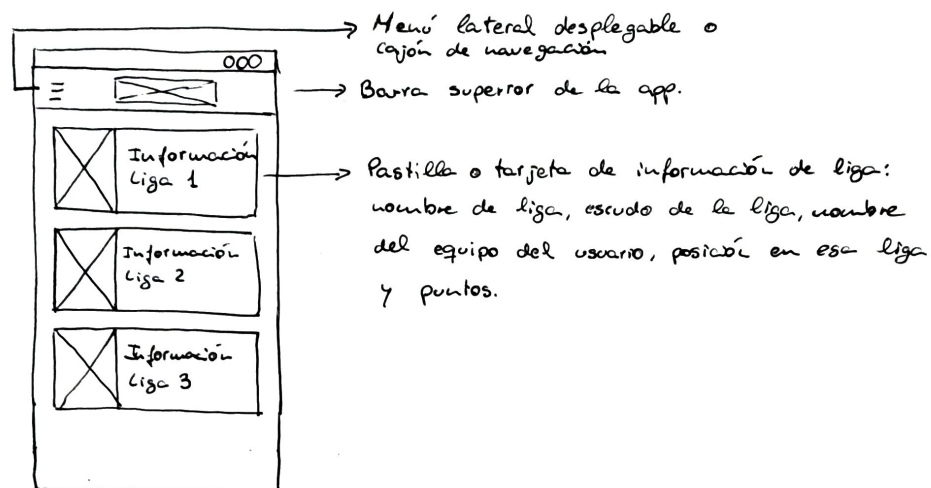 Menú lateral desplegable o
cajón de navegación
Barra superior de la app.
Información
Liga 1
Pastilla o tarjeta de información de liga:
nombre de liga, escudo de la liga, nombre
del equipo del usuario, posición en esa liga
y puntos.
Información
Liga 2
Información
Liga 3